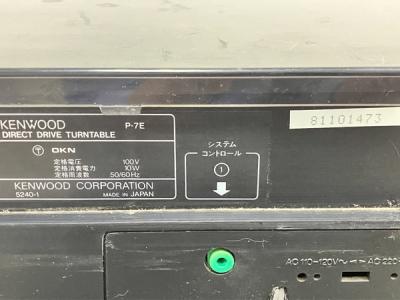 KENWOOD P-7E
DIRECT DRIVE TURNTABLE
Ⓣ OKN
定格電圧 100V
定格消費電力 10W
定格周波数 50/60Hz
KENWOOD CORPORATION
5240-1 MADE IN JAPAN
システム
コントロール
①
81101473
AC 110-120V AC 220-